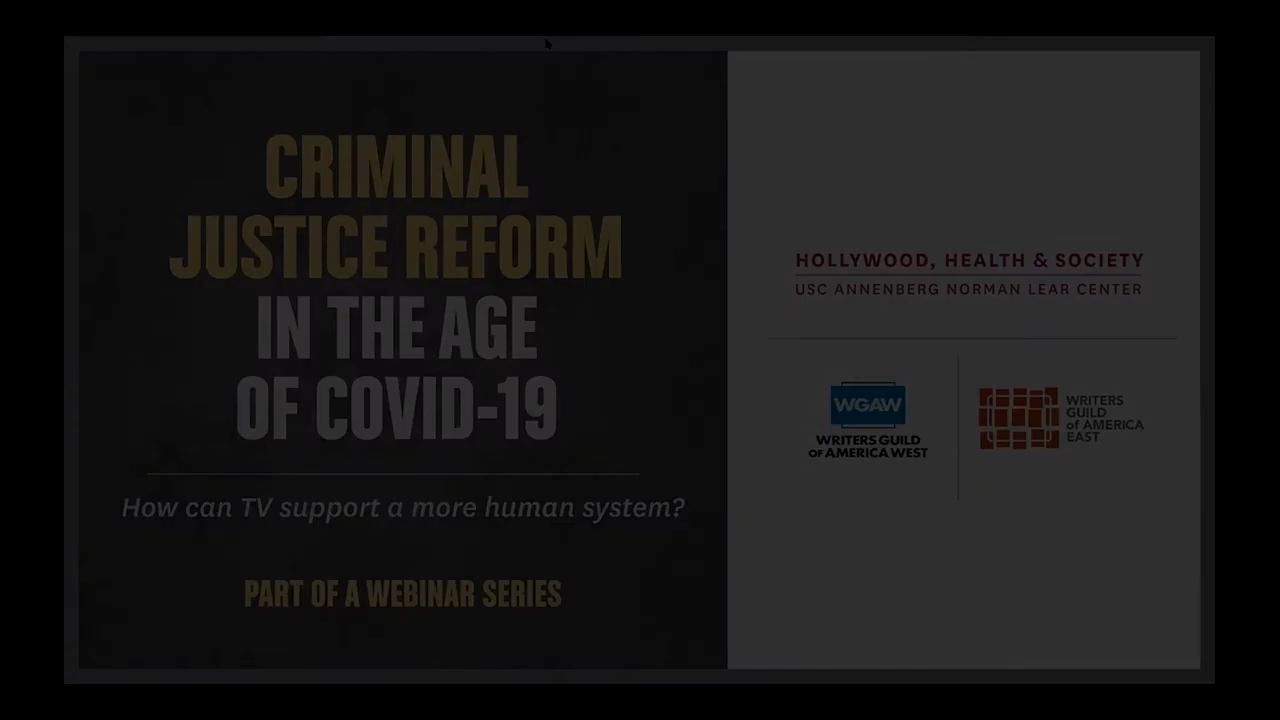 CRIMINAL
JUSTICE REFORM
IN THE AGE
OF COVID-19
How can TV support a more human system?
PART OF A WEBINAR SERIES
HOLLYWOOD, HEALTH & SOCIETY
USC ANNENBERG NORMAN LEAR CENTER
WGAW
WRITERS GUILD
OF AMERICA WEST
WRITERS
GUILD
of AMERICA
EAST